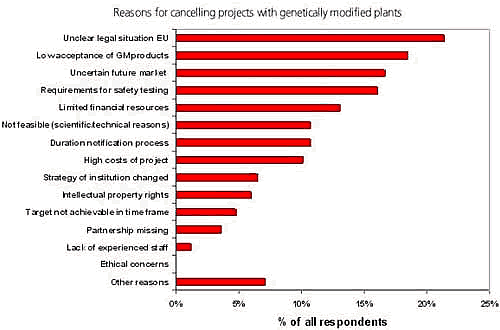 Reasons for cancelling projects with genetically modified plants
Unclear legal situation EU
Low acceptance of GM products
Uncertain future market
Requirements for safety testing
Limited financial resources
Not feasible (scientific/technical reasons)
Duration notification process
High costs of project
Strategy of institution changed
Intellectual property rights
Target not achievable in time frame
Partnership missing
Lack of experienced staff
Ethical concerns
Other reasons
0% 5% 10% 15% 20% 25%
% of all respondents